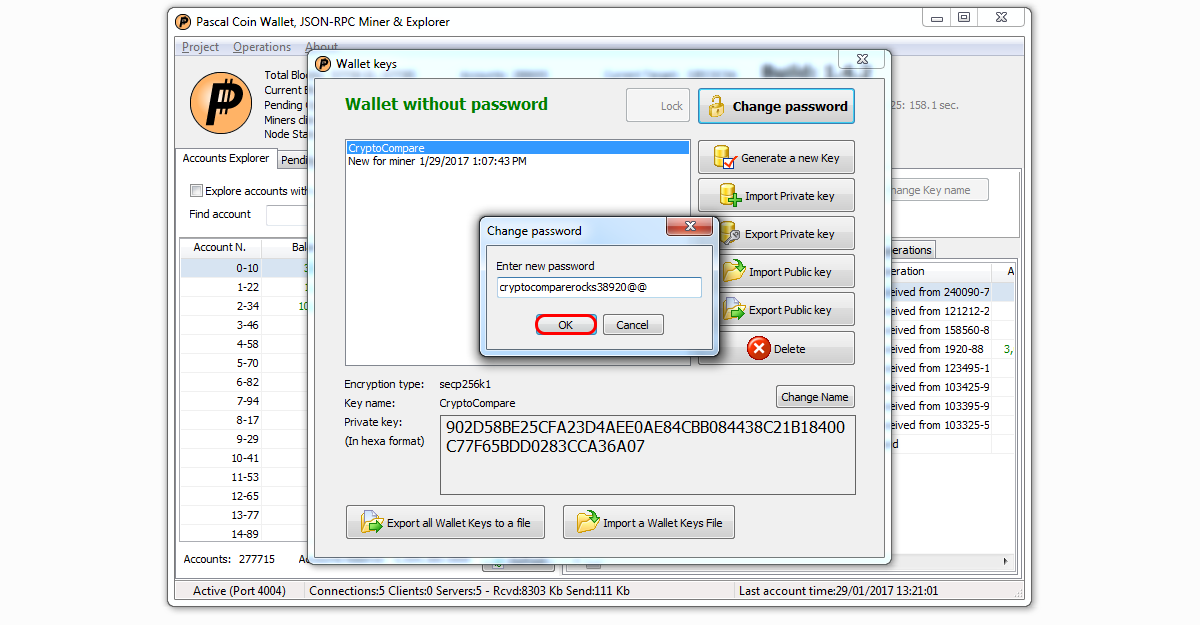 Pascal Coin Wallet, JSON-RPC Miner & Explorer
Project Operations About
Wallet keys
Total Blo
Current B
Pending
Miners cli
Node Sta
25: 158.1 sec.
Wallet without password
Lock
Change password
Accounts Explorer
Pendi
CryptoCompare
New for miner 1/29/2017 1:07:43 PM
Generate a new Key
Import Private key
Export Private key
Import Public key
Export Public key
Delete
Explore accounts with
Find account
hange Key name
Change password
Enter new password
cryptocomparerocks38920@@
OK
Cancel
Account N. Bal
0-10
1-22
2-34 10
3-46
4-58
5-70
6-82
7-94
8-17
9-29
10-41
11-53
12-65
13-77
14-89
erations
eration A
eived from 240090-7
eived from 121212-2
eived from 158560-8
eived from 1920-88 3,
eived from 123495-1
eived from 103425-9
eived from 103395-9
eived from 103325-5
d
Encryption type: secp256k1
Key name: CryptoCompare
Change Name
Private key:
(In hexa format)
902D58BE25CFA23D4AEE0AE84CBB084438C21B18400
C77F65BDD0283CCA36A07
Export all Wallet Keys to a file
Import a Wallet Keys File
Accounts: 277715
Active (Port 4004)
Connections:5 Clients:0 Servers:5 - Rcvd:8303 Kb Send:111 Kb
Last account time:29/01/2017 13:21:01